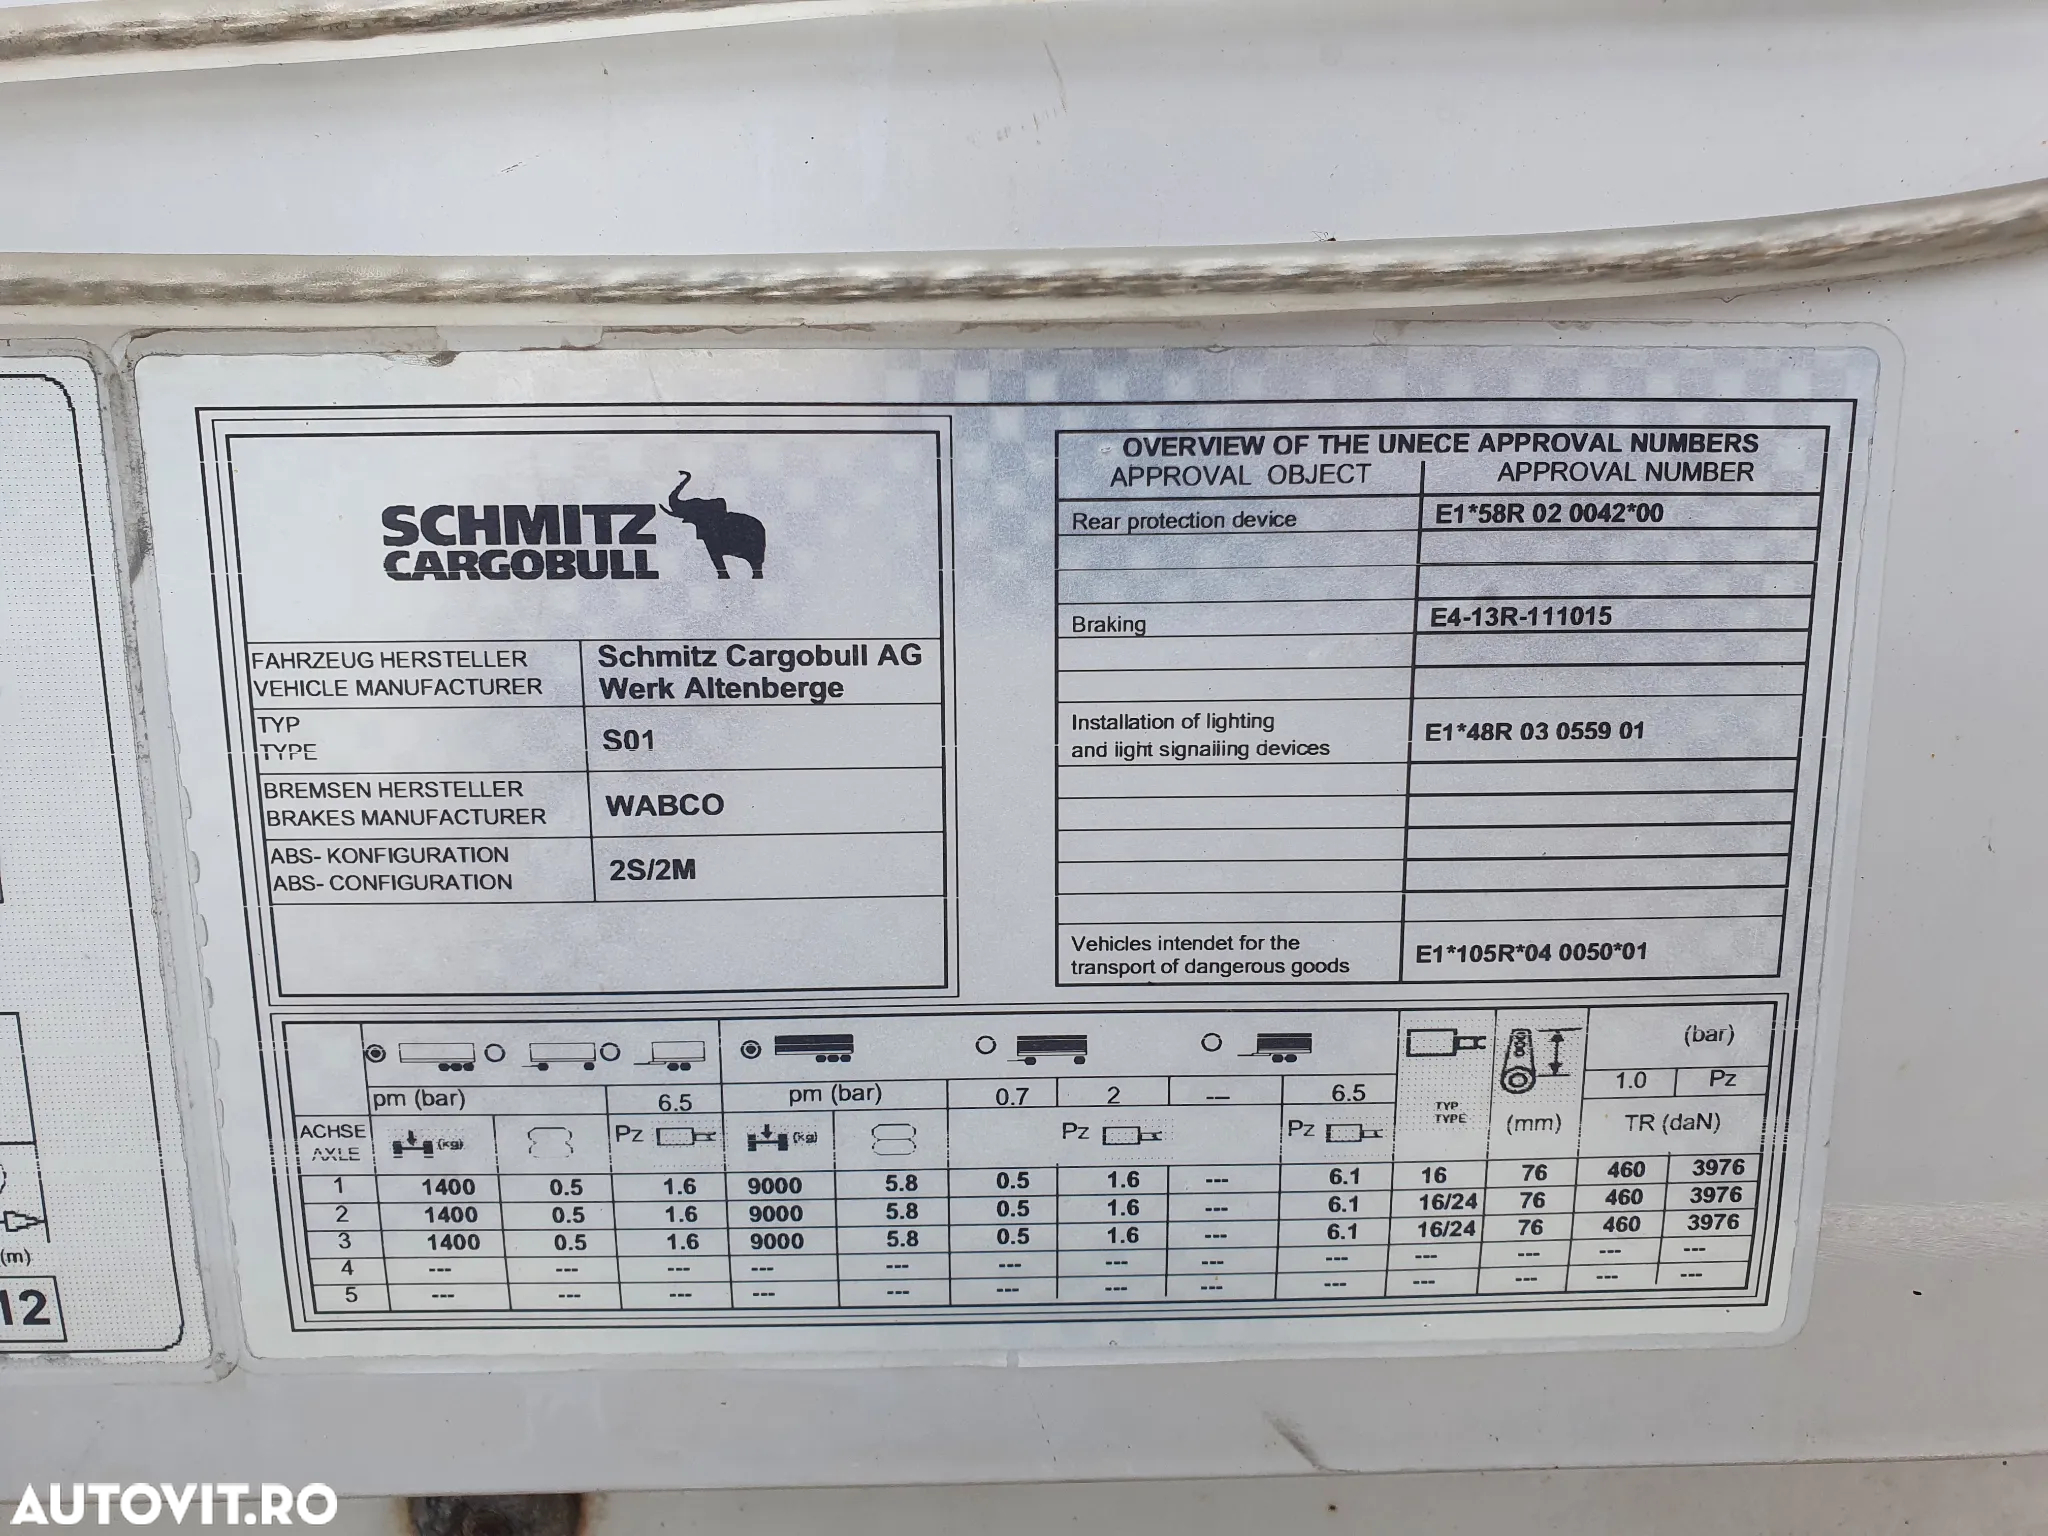 SCHMITZ
CARGOBULL
FAHRZEUG HERSTELLER
VEHICLE MANUFACTURER
Schmitz Cargobull AG
Werk Altenberge
TYP
TYPE
S01
BREMSEN HERSTELLER
BRAKES MANUFACTURER
WABCO
ABS- KONFIGURATION
ABS- CONFIGURATION
2S/2M
OVERVIEW OF THE UNECE APPROVAL NUMBERS
APPROVAL OBJECT APPROVAL NUMBER
Rear protection device E1*58R 02 0042*00
Braking E4-13R-111015
Installation of lighting
and light signailing devices
E1*48R 03 0559 01
Vehicles intendet for the
transport of dangerous goods
E1*105R*04 0050*01
(bar)
pm (bar) 6.5 pm (bar) 0.7 2 --- 6.5 TYP TYPE (mm) 1.0 Pz
ACHSE
AXLE
(kg) Pz (kg) Pz Pz TR (daN)
1 1400 0.5 1.6 9000 5.8 0.5 1.6 --- 6.1 16 76 460 3976
2 1400 0.5 1.6 9000 5.8 0.5 1.6 --- 6.1 16/24 76 460 3976
3 1400 0.5 1.6 9000 5.8 0.5 1.6 --- 6.1 16/24 76 460 3976
4 --- --- --- --- --- --- --- --- --- --- --- --- ---
5 --- --- --- --- --- --- --- --- --- --- --- --- ---
(m)
12
AUTOVIT.RO